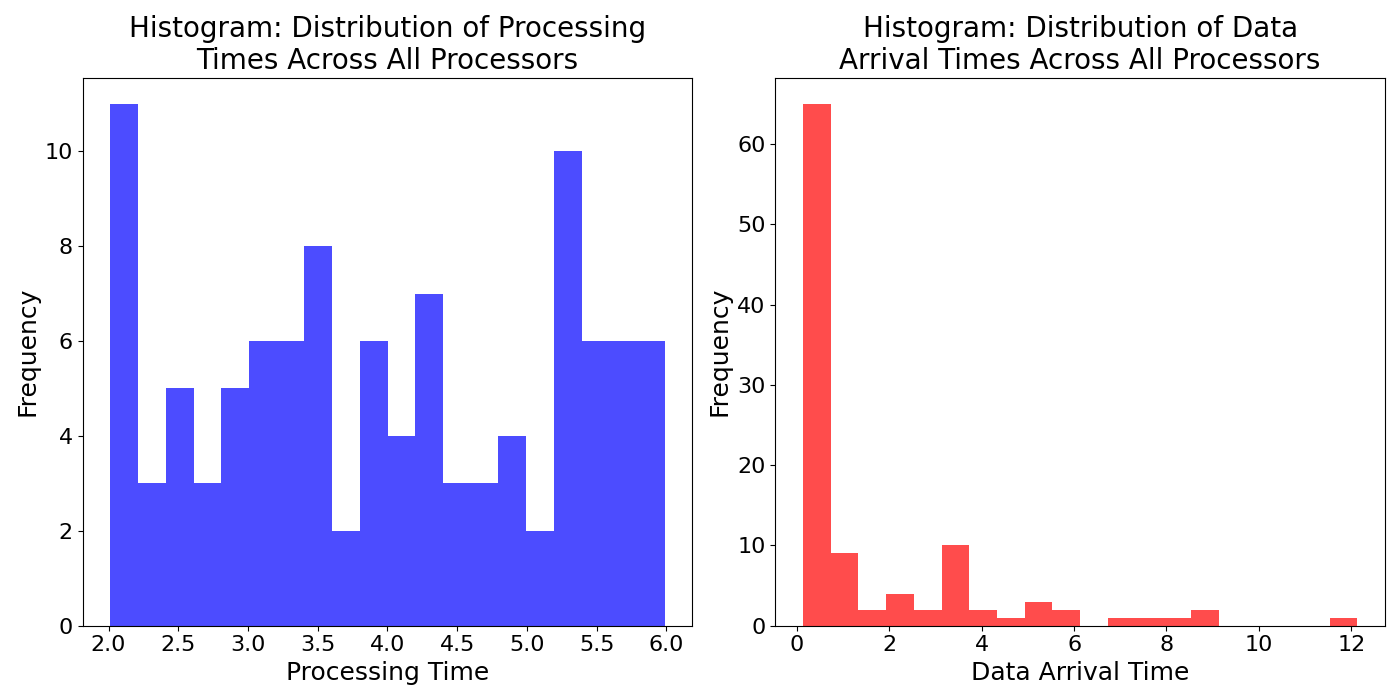 Histogram: Distribution of Processing
Times Across All Processors
10
8
6
4
2
0
Frequency
2.0 2.5 3.0 3.5 4.0 4.5 5.0 5.5 6.0
Processing Time
Histogram: Distribution of Data
Arrival Times Across All Processors
60
50
40
30
20
10
0
Frequency
0 2 4 6 8 10 12
Data Arrival Time